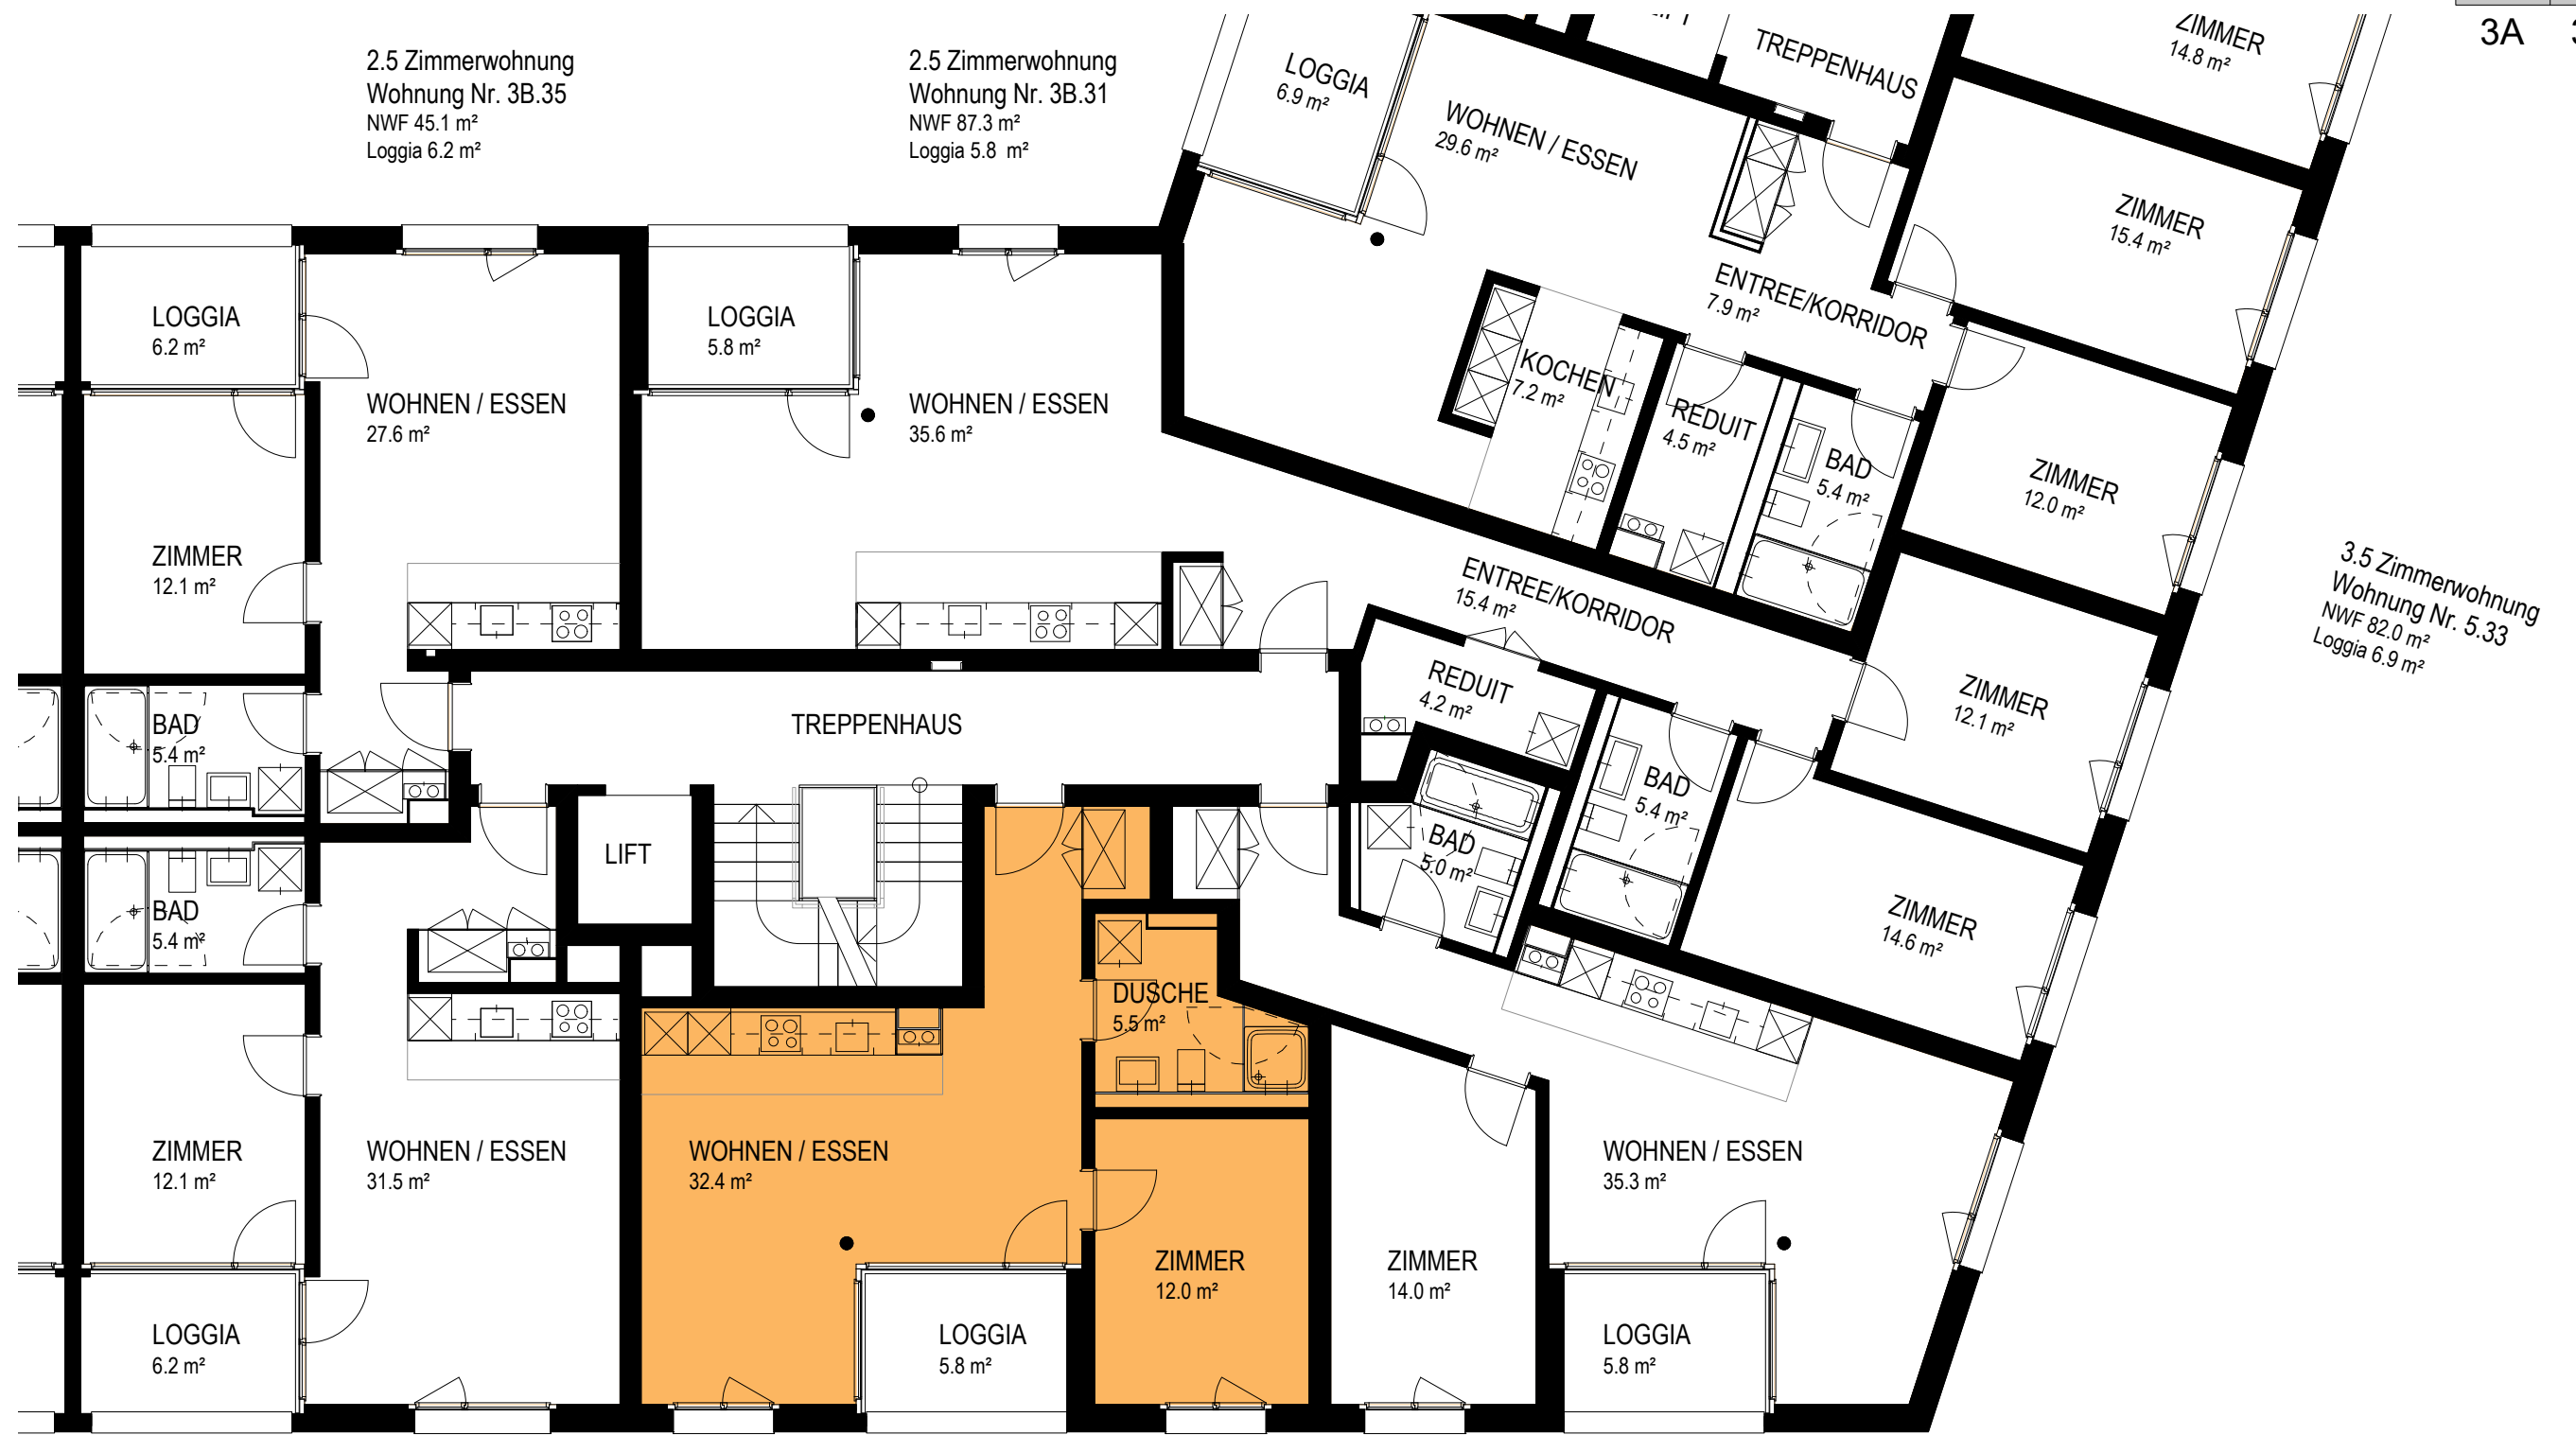 2.5 Zimmerwohnung
Wohnung Nr. 3B.35
NWF 45.1 m²
Loggia 6.2 m²
2.5 Zimmerwohnung
Wohnung Nr. 3B.31
NWF 87.3 m²
Loggia 5.8 m²
LOGGIA
6.9 m²
WOHNEN / ESSEN
29.6 m²
TREPPENHAUS
ZIMMER
14.8 m²
3A
ZIMMER
15.4 m²
ENTREE/KORRIDOR
7.9 m²
LOGGIA
6.2 m²
LOGGIA
5.8 m²
WOHNEN / ESSEN
27.6 m²
WOHNEN / ESSEN
35.6 m²
KOCHEN
7.2 m²
REDUIT
4.5 m²
BAD
5.4 m²
ZIMMER
12.0 m²
3.5 Zimmerwohnung
Wohnung Nr. 5.33
NWF 82.0 m²
Loggia 6.9 m²
ZIMMER
12.1 m²
ENTREE/KORRIDOR
15.4 m²
REDUIT
4.2 m²
ZIMMER
12.1 m²
BAD
5.4 m²
TREPPENHAUS
BAD
5.4 m²
LIFT
BAD
5.0 m²
ZIMMER
14.6 m²
BAD
5.4 m²
DUSCHE
5.5 m²
ZIMMER
12.1 m²
WOHNEN / ESSEN
31.5 m²
WOHNEN / ESSEN
32.4 m²
WOHNEN / ESSEN
35.3 m²
ZIMMER
12.0 m²
ZIMMER
14.0 m²
LOGGIA
6.2 m²
LOGGIA
5.8 m²
LOGGIA
5.8 m²